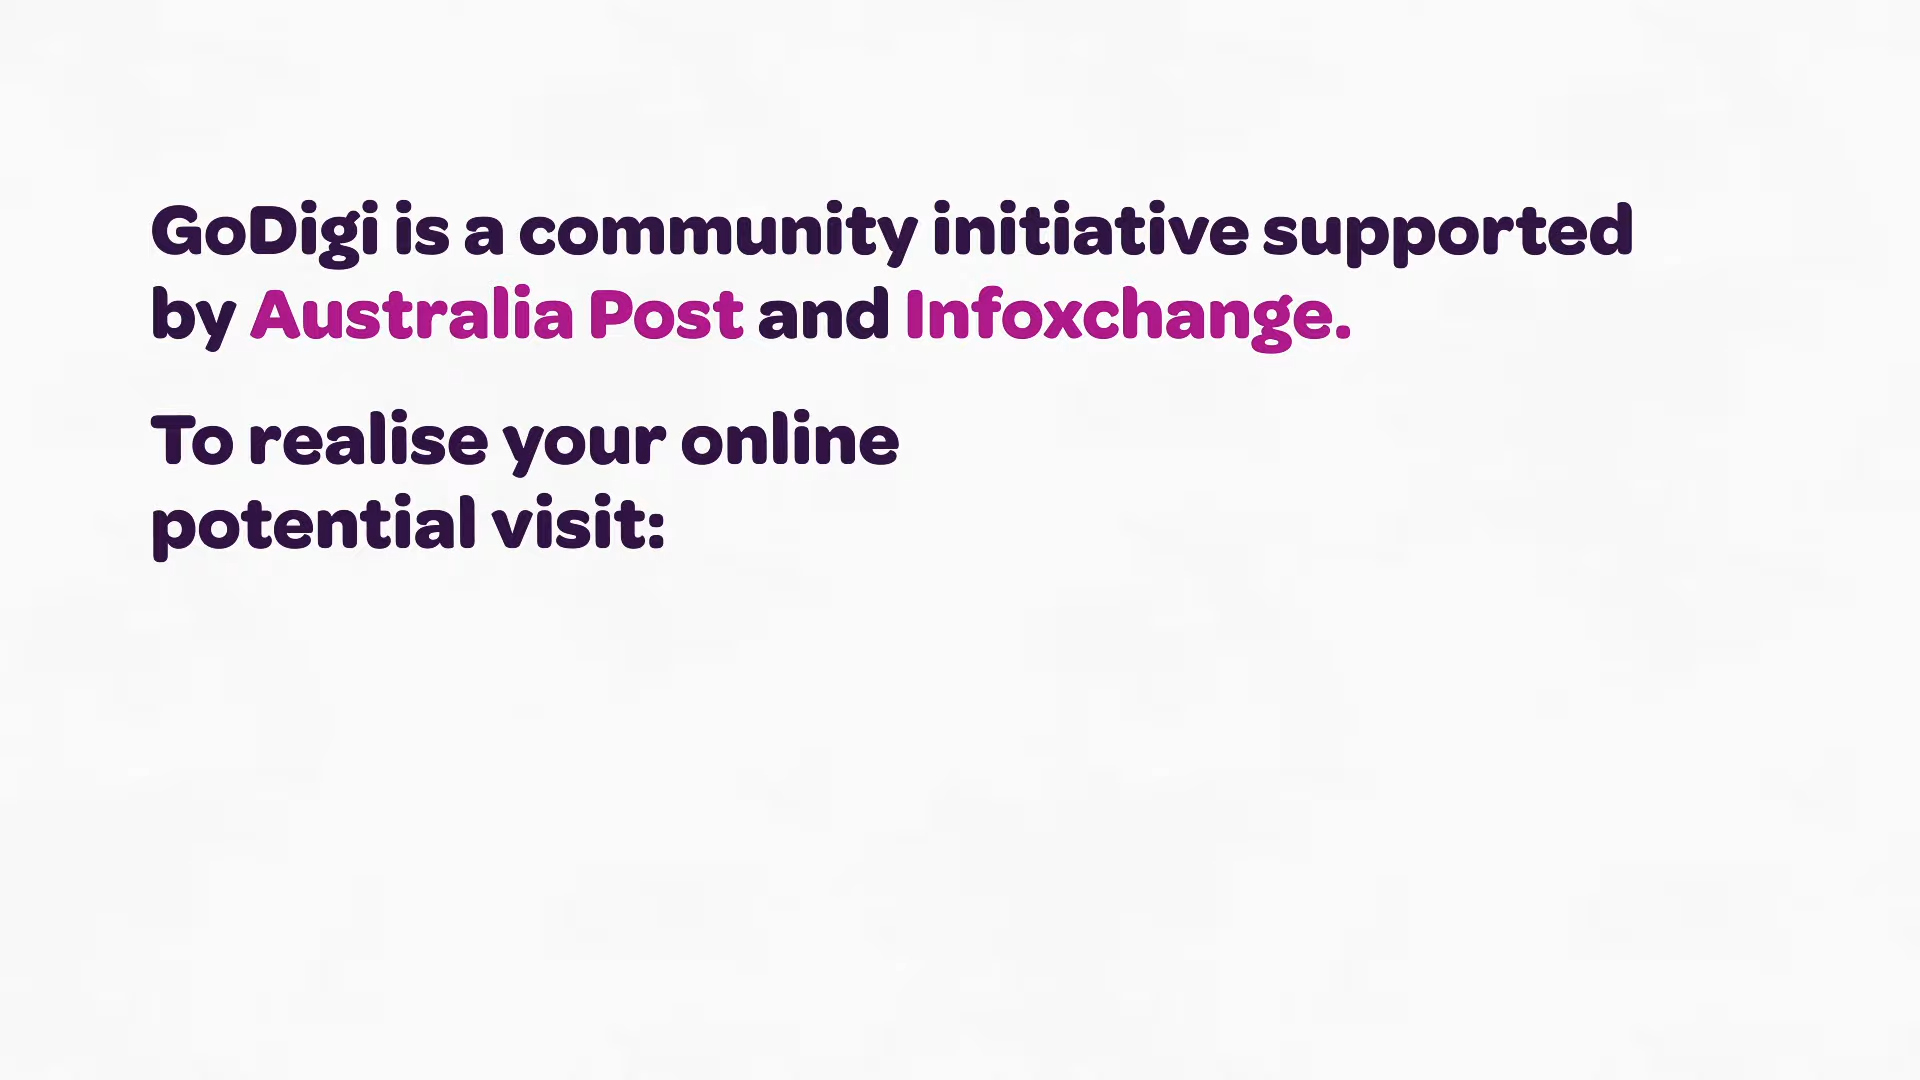 GoDigi is a community initiative supported
by Australia Post and Infoxchange.
To realise your online
potential visit: